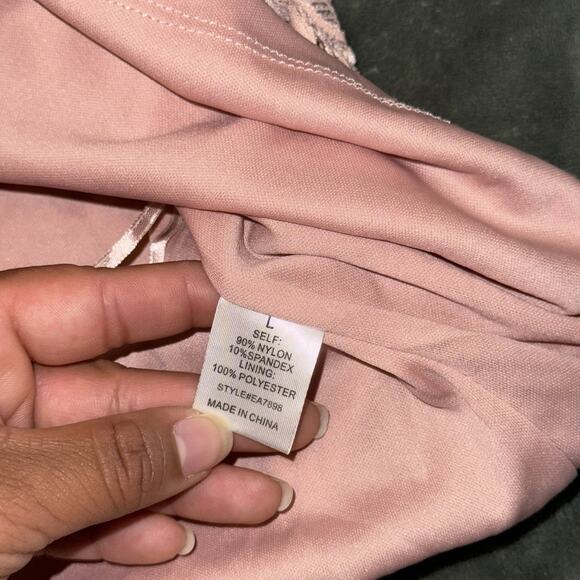 L
SELF:
90% NYLON
10%SPANDEX
LINING:
100% POLYESTER
STYLE#EA7898
MADE IN CHINA